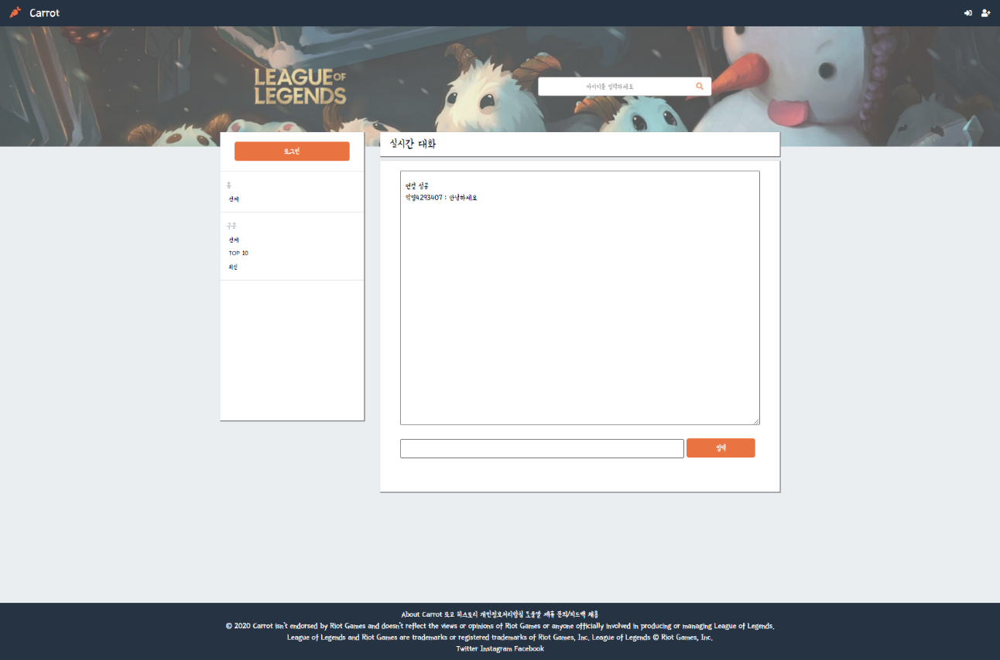 Carrot
LEAGUE OF
LEGENDS
아이디를 입력하세요
로그인
홈
전체
구분
전체
TOP 10
최신
실시간 대화
연결 성공
익명4293407 : 안녕하세요
입력
About Carrot 로고 히스토리 개인정보처리방침 도움말 제휴 문의/피드백 채용
© 2020 Carrot isn't endorsed by Riot Games and doesn't reflect the views or opinions of Riot Games or anyone officially involved in producing or managing League of Legends.
League of Legends and Riot Games are trademarks or registered trademarks of Riot Games, Inc. League of Legends © Riot Games, Inc.
Twitter Instagram Facebook